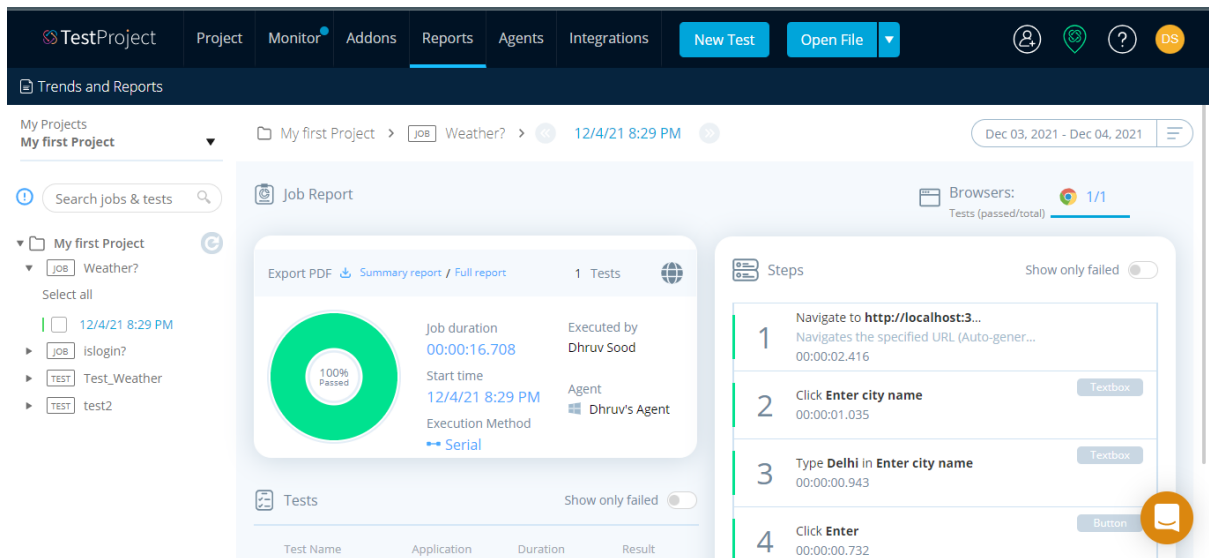 TestProject
Project Monitor Addons Reports Agents Integrations New Test Open File DS
Trends and Reports
My Projects
My first Project
My first Project > JOB Weather? > 12/4/21 8:29 PM
Dec 03, 2021 - Dec 04, 2021
Search jobs & tests
My first Project
JOB Weather?
Select all
12/4/21 8:29 PM
JOB islogin?
TEST Test_Weather
TEST test2
Job Report
Browsers:
Tests (passed/total)
1/1
Export PDF Summary report / Full report 1 Tests
100%
Passed
Job duration
00:00:16.708
Start time
12/4/21 8:29 PM
Execution Method
Serial
Executed by
Dhruv Sood
Agent
Dhruv's Agent
Tests Show only failed
Test Name Application Duration Result
Steps Show only failed
1
Navigate to http://localhost:3...
Navigates the specified URL (Auto-gener...
00:00:02.416
2
Click Enter city name
Textbox
00:00:01.035
3
Type Delhi in Enter city name
Textbox
00:00:00.943
4
Click Enter
Button
00:00:00.732